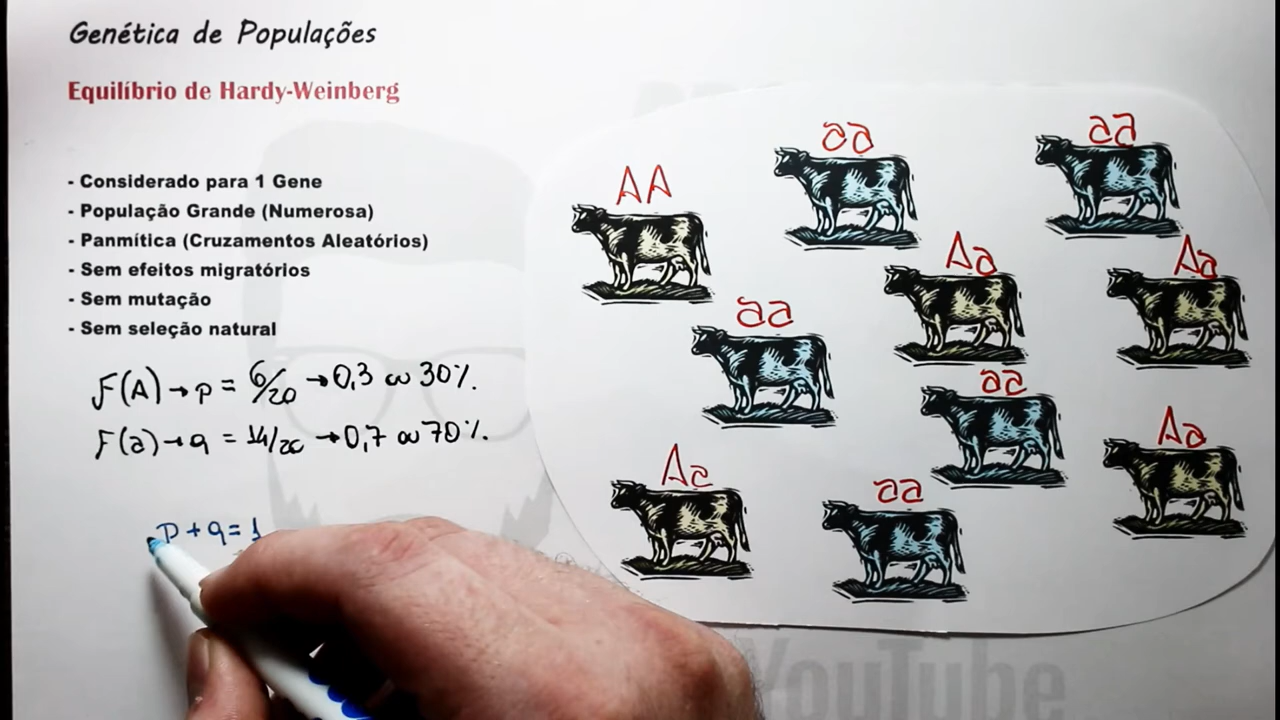 Genética de Populações
Equilíbrio de Hardy-Weinberg
- Considerado para 1 Gene
- População Grande (Numerosa)
- Panmítica (Cruzamentos Aleatórios)
- Sem efeitos migratórios
- Sem mutação
- Sem seleção natural
F(A) → p = 6/20 → 0,3 ou 30%.
F(a) → q = 14/20 → 0,7 ou 70%.
p + q = 1
aa
aa
AA
Aa
Aa
aa
aa
Aa
Aa
aa
YouTube